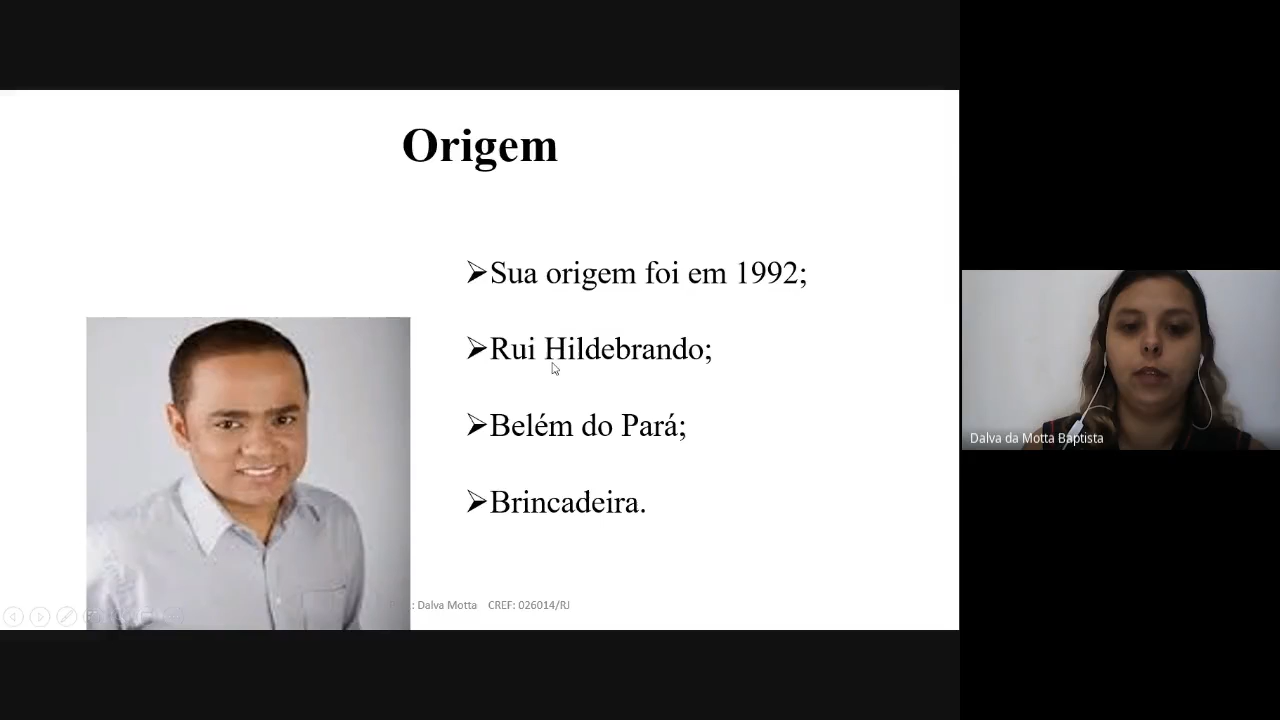 Origem
➢Sua origem foi em 1992;
➢Rui Hildebrando;
➢Belém do Pará;
➢Brincadeira.
: Dalva Motta CREF: 026014/RJ
Dalva da Motta Baptista